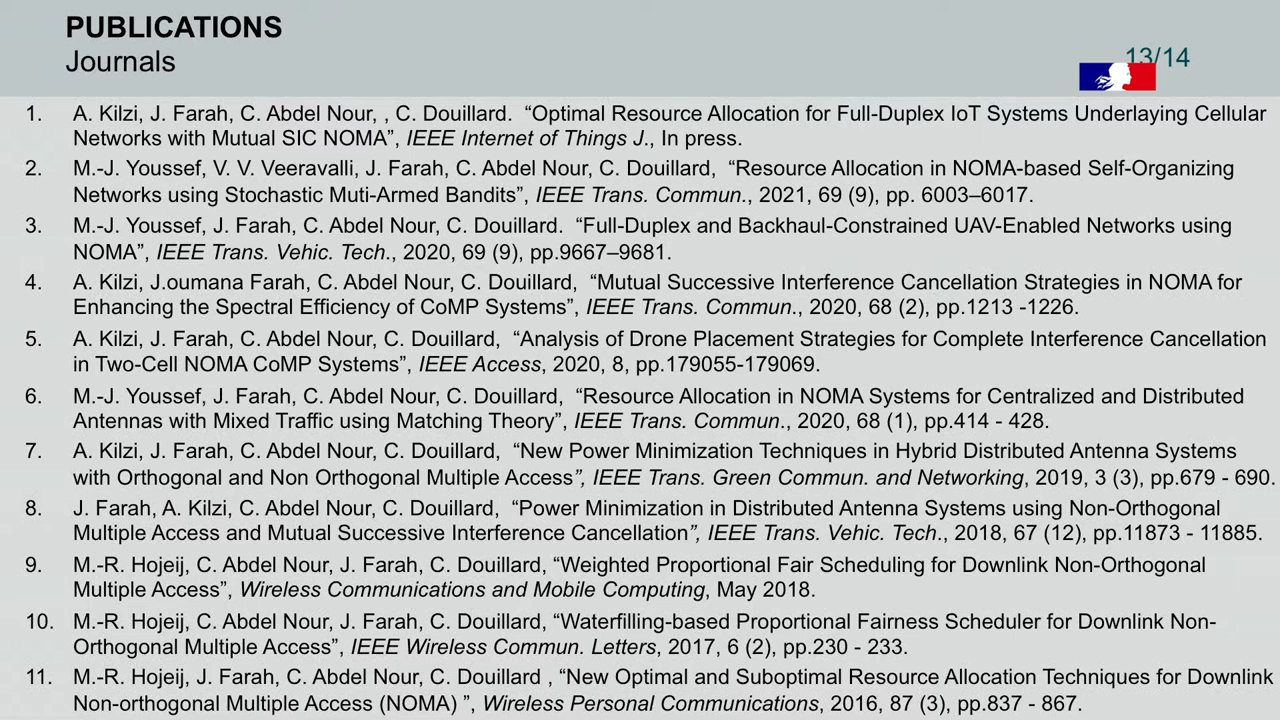 PUBLICATIONS
Journals
13/14
1. A. Kilzi, J. Farah, C. Abdel Nour, , C. Douillard. “Optimal Resource Allocation for Full-Duplex IoT Systems Underlaying Cellular
Networks with Mutual SIC NOMA”, IEEE Internet of Things J., In press.
2. M.-J. Youssef, V. V. Veeravalli, J. Farah, C. Abdel Nour, C. Douillard, “Resource Allocation in NOMA-based Self-Organizing
Networks using Stochastic Muti-Armed Bandits”, IEEE Trans. Commun., 2021, 69 (9), pp. 6003–6017.
3. M.-J. Youssef, J. Farah, C. Abdel Nour, C. Douillard. “Full-Duplex and Backhaul-Constrained UAV-Enabled Networks using
NOMA”, IEEE Trans. Vehic. Tech., 2020, 69 (9), pp.9667–9681.
4. A. Kilzi, J.oumana Farah, C. Abdel Nour, C. Douillard, “Mutual Successive Interference Cancellation Strategies in NOMA for
Enhancing the Spectral Efficiency of CoMP Systems”, IEEE Trans. Commun., 2020, 68 (2), pp.1213 -1226.
5. A. Kilzi, J. Farah, C. Abdel Nour, C. Douillard, “Analysis of Drone Placement Strategies for Complete Interference Cancellation
in Two-Cell NOMA CoMP Systems”, IEEE Access, 2020, 8, pp.179055-179069.
6. M.-J. Youssef, J. Farah, C. Abdel Nour, C. Douillard, “Resource Allocation in NOMA Systems for Centralized and Distributed
Antennas with Mixed Traffic using Matching Theory”, IEEE Trans. Commun., 2020, 68 (1), pp.414 - 428.
7. A. Kilzi, J. Farah, C. Abdel Nour, C. Douillard, “New Power Minimization Techniques in Hybrid Distributed Antenna Systems
with Orthogonal and Non Orthogonal Multiple Access”, IEEE Trans. Green Commun. and Networking, 2019, 3 (3), pp.679 - 690.
8. J. Farah, A. Kilzi, C. Abdel Nour, C. Douillard, “Power Minimization in Distributed Antenna Systems using Non-Orthogonal
Multiple Access and Mutual Successive Interference Cancellation”, IEEE Trans. Vehic. Tech., 2018, 67 (12), pp.11873 - 11885.
9. M.-R. Hojeij, C. Abdel Nour, J. Farah, C. Douillard, “Weighted Proportional Fair Scheduling for Downlink Non-Orthogonal
Multiple Access”, Wireless Communications and Mobile Computing, May 2018.
10. M.-R. Hojeij, C. Abdel Nour, J. Farah, C. Douillard, “Waterfilling-based Proportional Fairness Scheduler for Downlink Non-
Orthogonal Multiple Access”, IEEE Wireless Commun. Letters, 2017, 6 (2), pp.230 - 233.
11. M.-R. Hojeij, J. Farah, C. Abdel Nour, C. Douillard , “New Optimal and Suboptimal Resource Allocation Techniques for Downlink
Non-orthogonal Multiple Access (NOMA) ”, Wireless Personal Communications, 2016, 87 (3), pp.837 - 867.